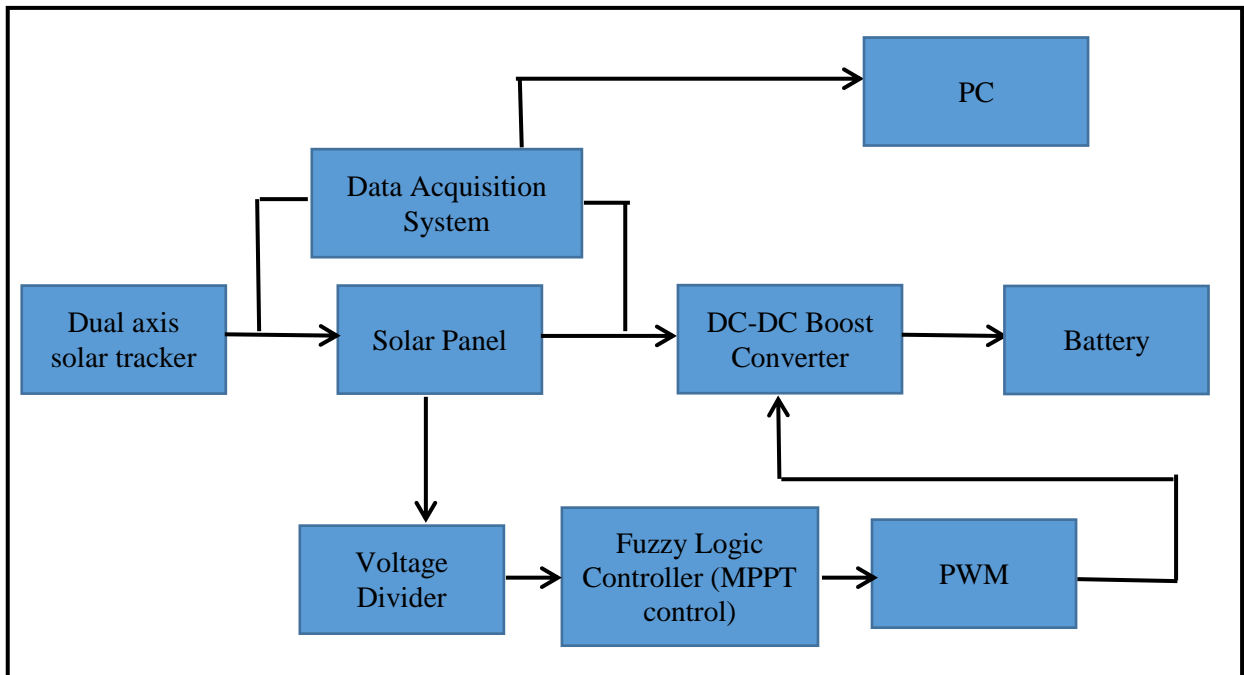 PC
Data Acquisition
System
Dual axis
solar tracker
Solar Panel
DC-DC Boost
Converter
Battery
Voltage
Divider
Fuzzy Logic
Controller (MPPT
control)
PWM